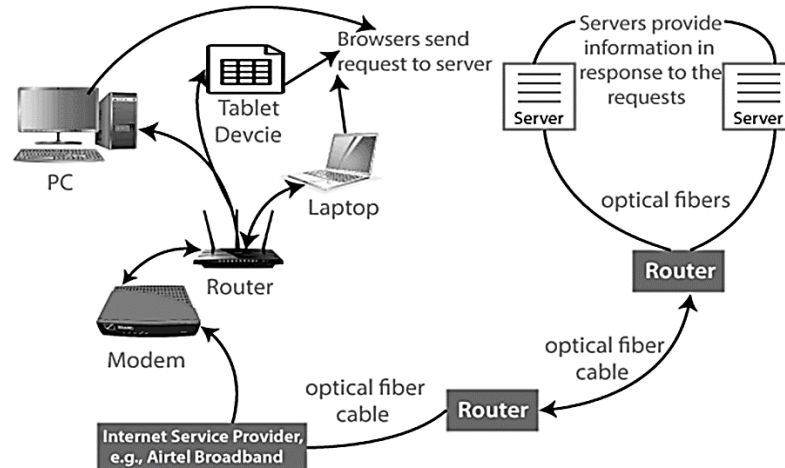 Browsers send
request to server
Servers provide
information in
response to the
requests
Server
Server
Tablet
Devcie
PC
Laptop
optical fibers
Router
Router
Modem
optical fiber
cable
optical fiber
cable
Router
Internet Service Provider,
e.g., Airtel Broadband